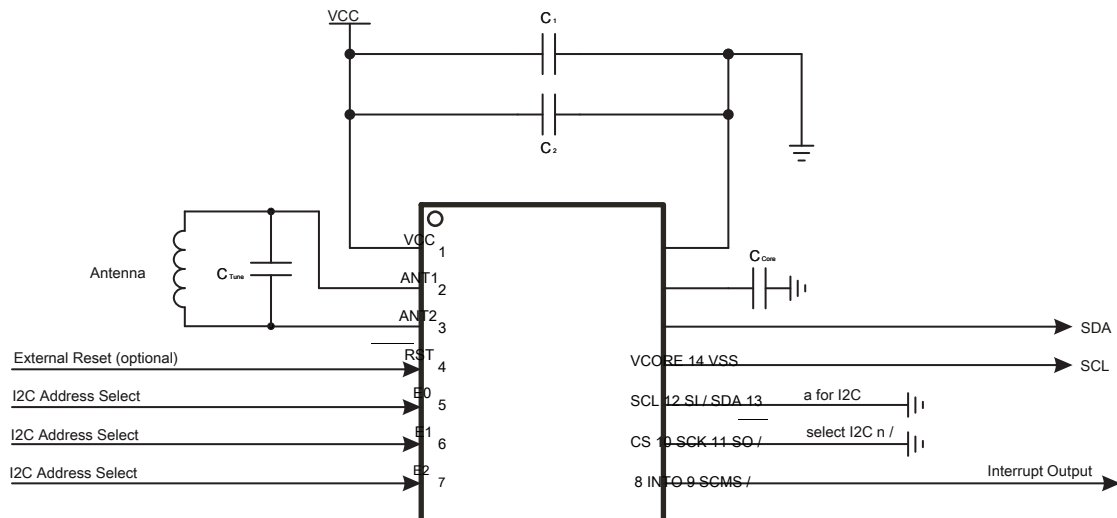 VCC
C1
C2
VCC
1
CCore
Antenna
CTune
ANT1
2
ANT2
3
SDA
External Reset (optional)
RST
4
VCORE 14 VSS
SCL
I2C Address Select
E0
5
SCL 12 SI / SDA 13
a for I2C
I2C Address Select
E1
6
CS 10 SCK 11 SO /
select I2C n /
I2C Address Select
E2
7
8 INTO 9 SCMS /
Interrupt Output